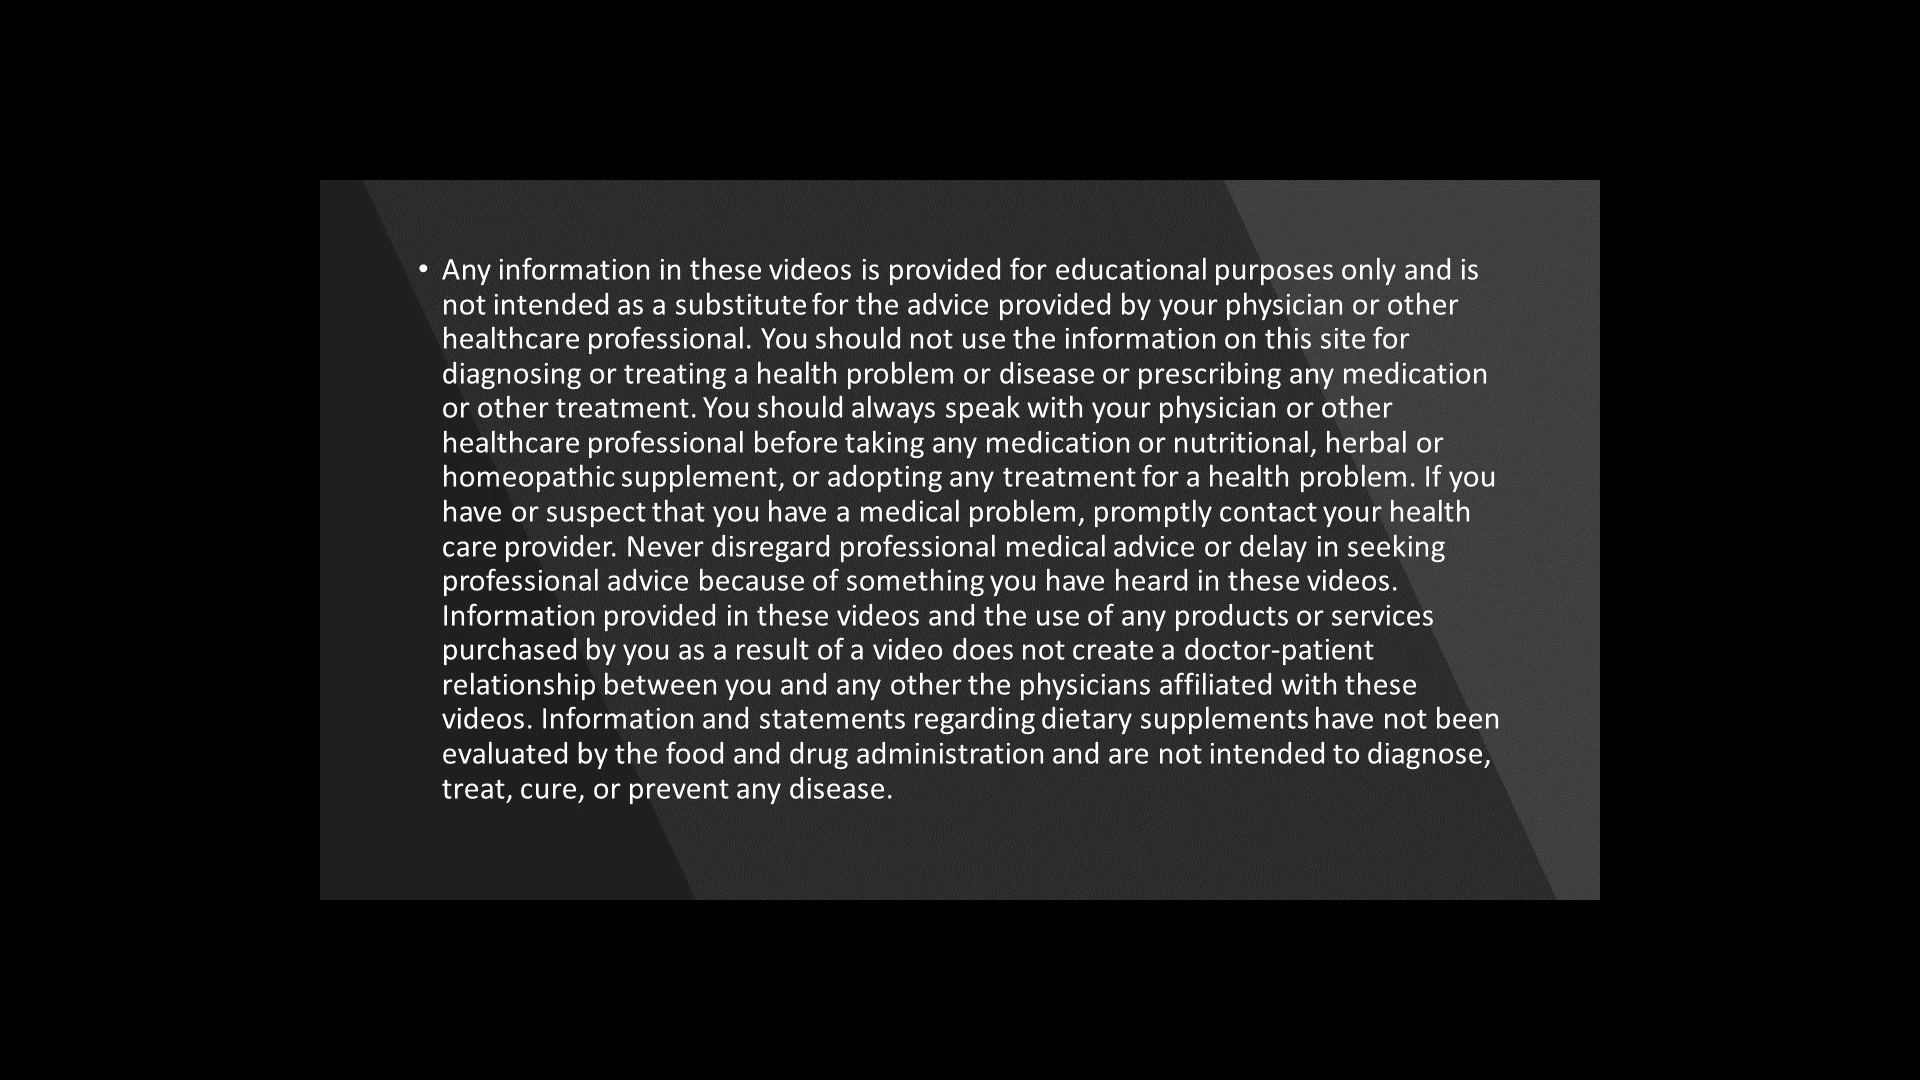 • Any information in these videos is provided for educational purposes only and is
not intended as a substitute for the advice provided by your physician or other
healthcare professional. You should not use the information on this site for
diagnosing or treating a health problem or disease or prescribing any medication
or other treatment. You should always speak with your physician or other
healthcare professional before taking any medication or nutritional, herbal or
homeopathic supplement, or adopting any treatment for a health problem. If you
have or suspect that you have a medical problem, promptly contact your health
care provider. Never disregard professional medical advice or delay in seeking
professional advice because of something you have heard in these videos.
Information provided in these videos and the use of any products or services
purchased by you as a result of a video does not create a doctor-patient
relationship between you and any other the physicians affiliated with these
videos. Information and statements regarding dietary supplements have not been
evaluated by the food and drug administration and are not intended to diagnose,
treat, cure, or prevent any disease.